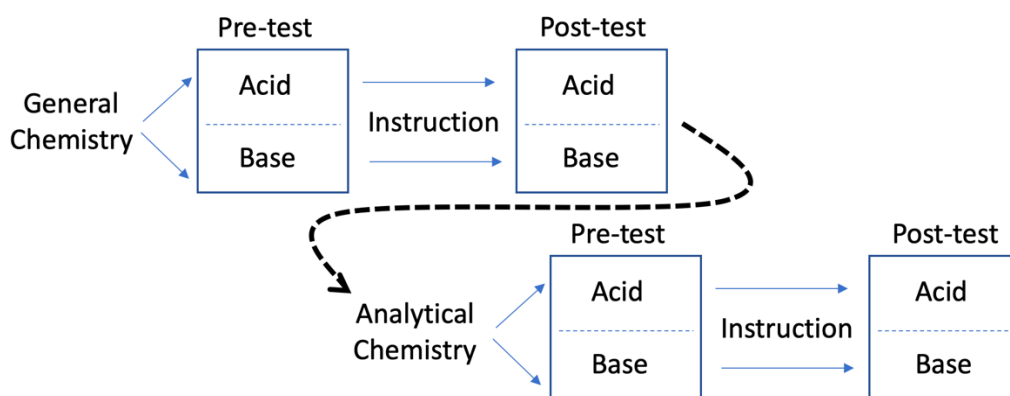 Pre-test
Post-test
Acid
Acid
General
Chemistry
Instruction
Base
Base
Pre-test
Post-test
Acid
Acid
Analytical
Chemistry
Instruction
Base
Base